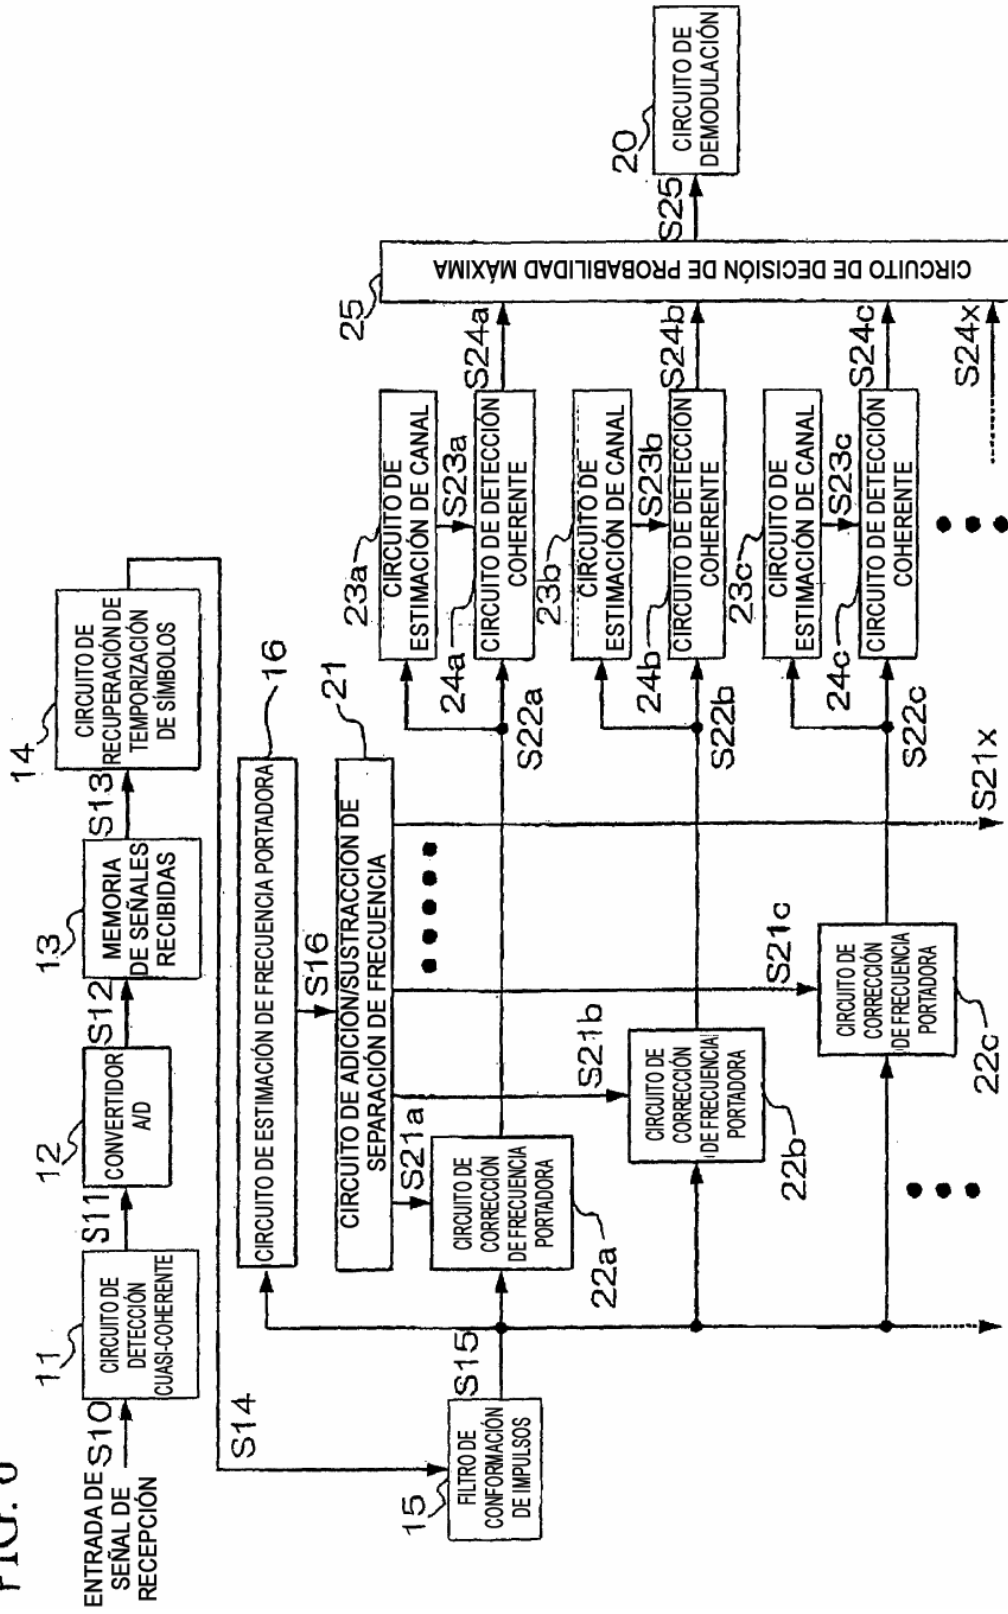 ENTRADA DE
SEÑAL DE
RECEPCIÓN
S10
11
CIRCUITO DE
DETECCIÓN
CUASI-COHERENTE
S11
12
CONVERTIDOR
A/D
S12
13
MEMORIA
DE SEÑALES
RECIBIDAS
S13
14
CIRCUITO DE
RECUPERACIÓN DE
TEMPORIZACIÓN
DE SÍMBOLOS
S14
15
FILTRO DE
CONFORMACIÓN
DE IMPULSOS
S15
16
CIRCUITO DE ESTIMACIÓN DE FRECUENCIA PORTADORA
S16
21
CIRCUITO DE ADICIÓN/SUSTRACCION DE
SEPARACIÓN DE FRECUENCIA
S21a
S21b
S21c
S21x
CIRCUITO DE
CORRECCIÓN
DE FRECUENCIA
PORTADORA
22a
CIRCUITO DE
CORRECCIÓN
DE FRECUENCIA
PORTADORA
22b
CIRCUITO DE
CORRECCIÓN
DE FRECUENCIA
PORTADORA
22c
S22a
S22b
S22c
23a
CIRCUITO DE
ESTIMACIÓN DE CANAL
S23a
24a
CIRCUITO DE DETECCIÓN
COHERENTE
S24a
23b
CIRCUITO DE
ESTIMACIÓN DE CANAL
S23b
24b
CIRCUITO DE DETECCIÓN
COHERENTE
S24b
23c
CIRCUITO DE
ESTIMACIÓN DE CANAL
S23c
24c
CIRCUITO DE DETECCIÓN
COHERENTE
S24c
S24x
25
CIRCUITO DE DECISIÓN DE PROBABILIDAD MÁXIMA
S25
20
CIRCUITO DE
DEMODULACIÓN